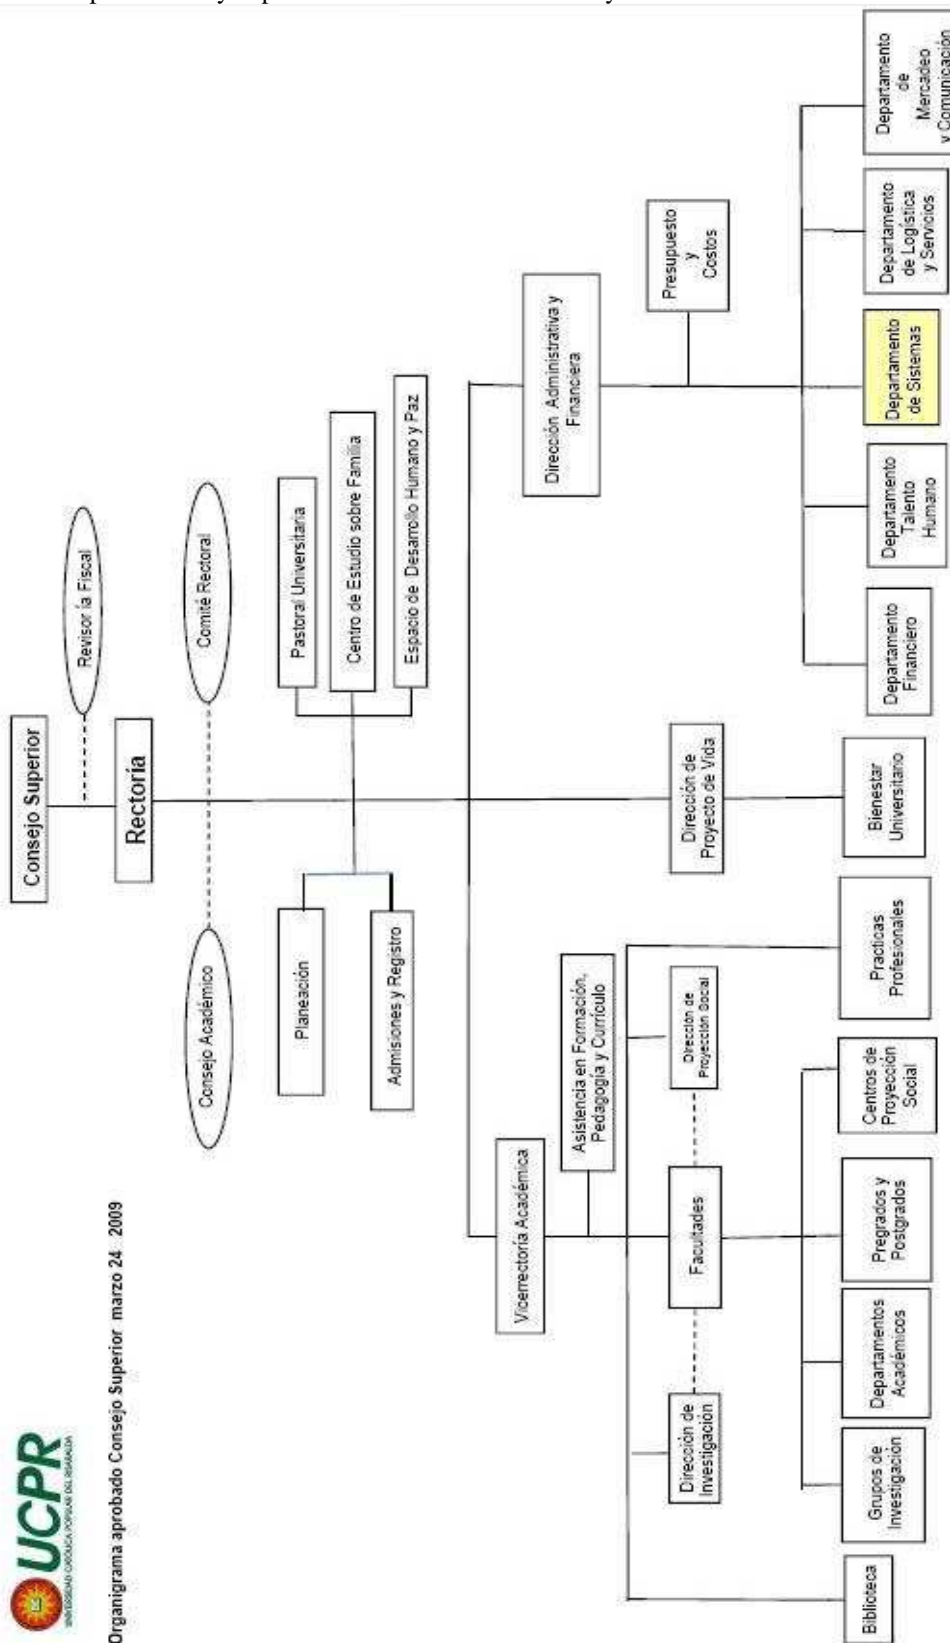 UCPR
UNIVERSIDAD CATÓLICA POPULAR DEL RISARALDA
Organigrama aprobado Consejo Superior marzo 24 2009
Consejo Superior
Revisor ía Fiscal
Rectoría
Consejo Académico
Comité Rectoral
Planeación
Admisiones y Registro
Pastoral Universitaria
Centro de Estudio sobre Familia
Espacio de Desarrollo Humano y Paz
Vicerrectoría Académica
Dirección Administrativa y
Financiera
Asistencia en Formación,
Pedagogía y Currículo
Presupuesto
y
Costos
Dirección de
Investigación
Facultades
Dirección de
Proyección Social
Dirección de
Proyecto de Vida
Biblioteca
Grupos de
Investigación
Departamentos
Académicos
Pregrados y
Postgrados
Centros de
Proyección
Social
Practicas
Profesionales
Bienestar
Universitario
Departamento
Financiero
Departamento
Talento
Humano
Departamento
de Sistemas
Departamento
de Logística
y Servicios
Departamento
de
Mercadeo
y Comunicación